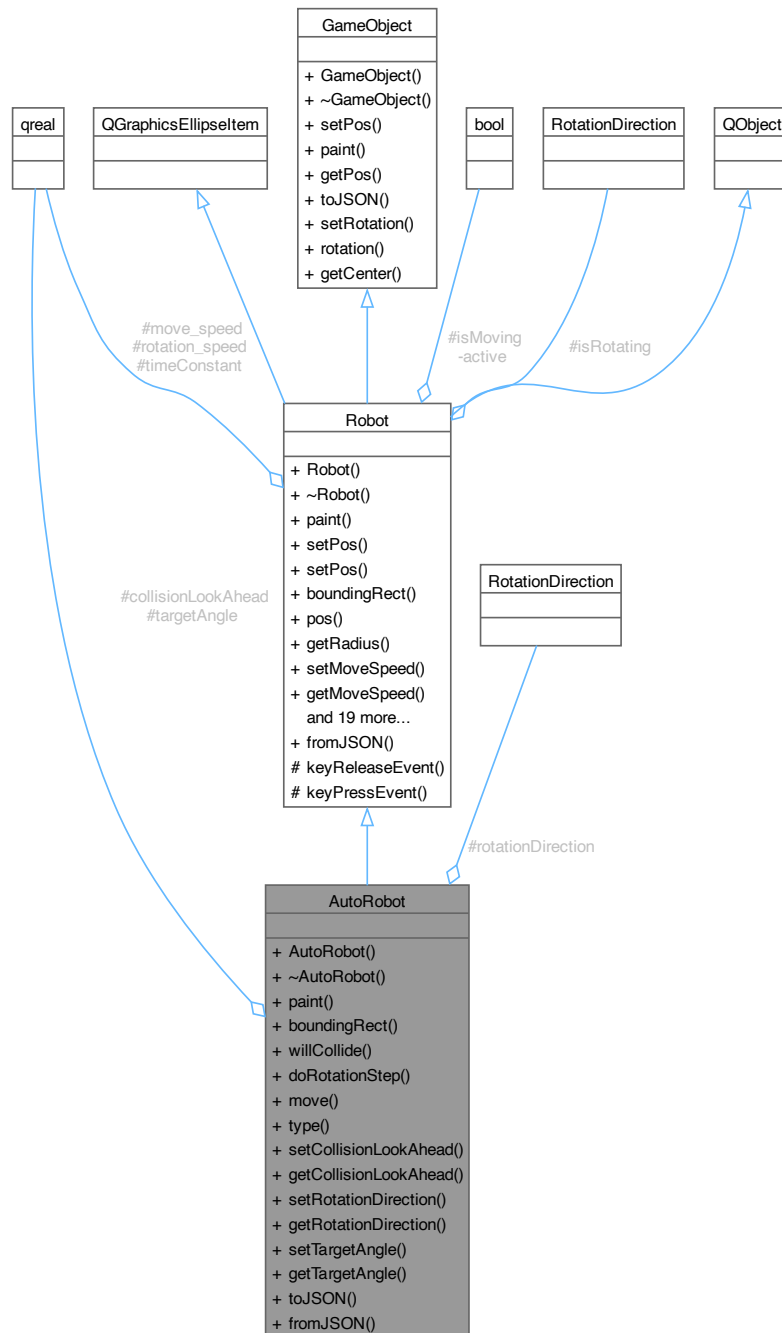 GameObject
+ GameObject()
+ ~GameObject()
+ setPos()
+ paint()
+ getPos()
+ toJSON()
+ setRotation()
+ rotation()
+ getCenter()
qreal
QGraphicsEllipseItem
bool
RotationDirection
QObject
#move_speed
#rotation_speed
#timeConstant
#isMoving
-active
#isRotating
Robot
+ Robot()
+ ~Robot()
+ paint()
+ setPos()
+ setPos()
+ boundingRect()
+ pos()
+ getRadius()
+ setMoveSpeed()
+ getMoveSpeed()
and 19 more...
+ fromJSON()
# keyReleaseEvent()
# keyPressEvent()
#collisionLookAhead
#targetAngle
RotationDirection
#rotationDirection
AutoRobot
+ AutoRobot()
+ ~AutoRobot()
+ paint()
+ boundingRect()
+ willCollide()
+ doRotationStep()
+ move()
+ type()
+ setCollisionLookAhead()
+ getCollisionLookAhead()
+ setRotationDirection()
+ getRotationDirection()
+ setTargetAngle()
+ getTargetAngle()
+ toJSON()
+ fromJSON()